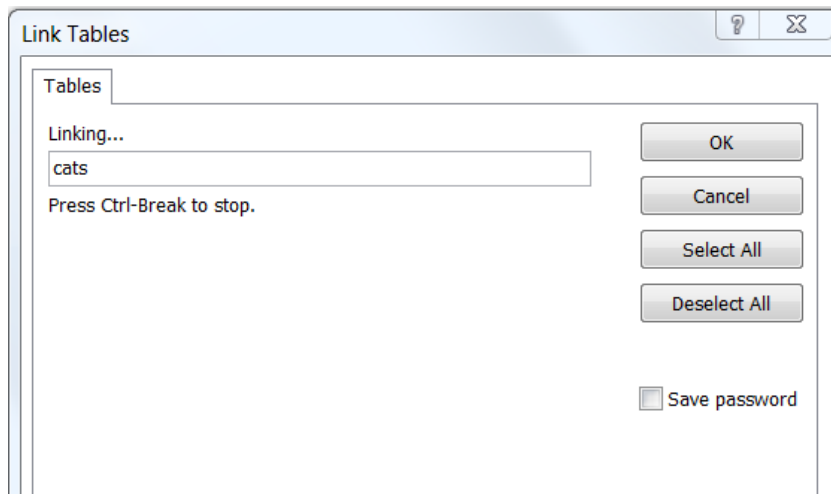 Link Tables
Tables
Linking...
cats
Press Ctrl-Break to stop.
OK
Cancel
Select All
Deselect All
Save password